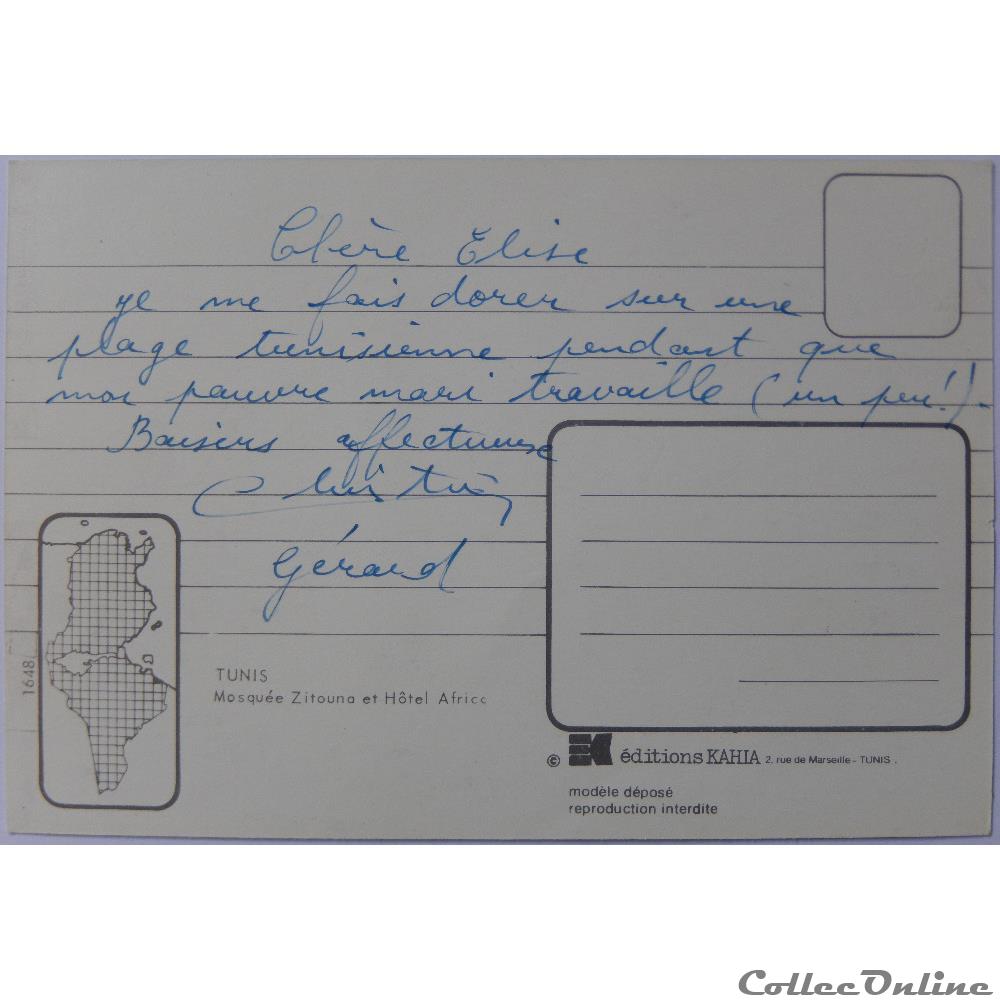 Chère Elise
je me fais dorer sur une
plage tunisienne pendant que
mon pauvre mari travaille (un peu!).
Baisers affectueux
Gérard
1648
TUNIS
Mosquée Zitouna et Hôtel Africa
© éditions KAHIA 2, rue de Marseille - TUNIS .
modèle déposé
reproduction interdite
CollecOnline